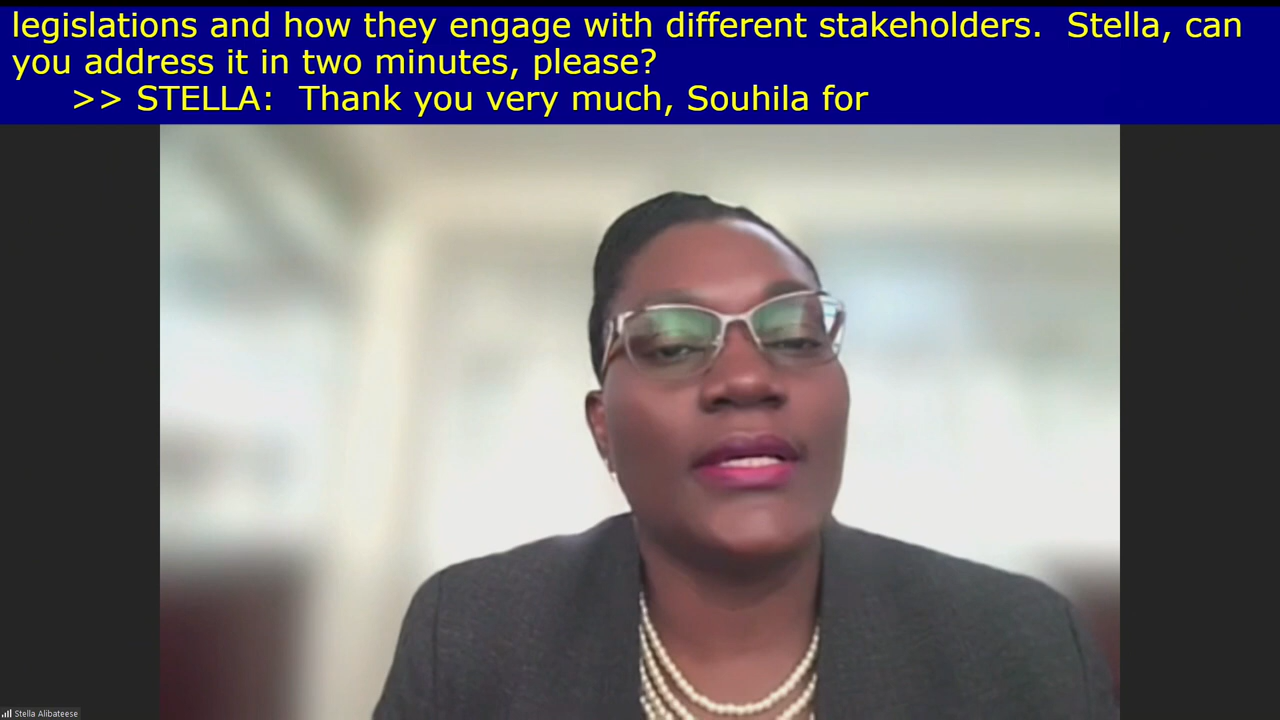 legislations and how they engage with different stakeholders.  Stella, can
you address it in two minutes, please?
>> STELLA:  Thank you very much, Souhila for
Stella Alibateese